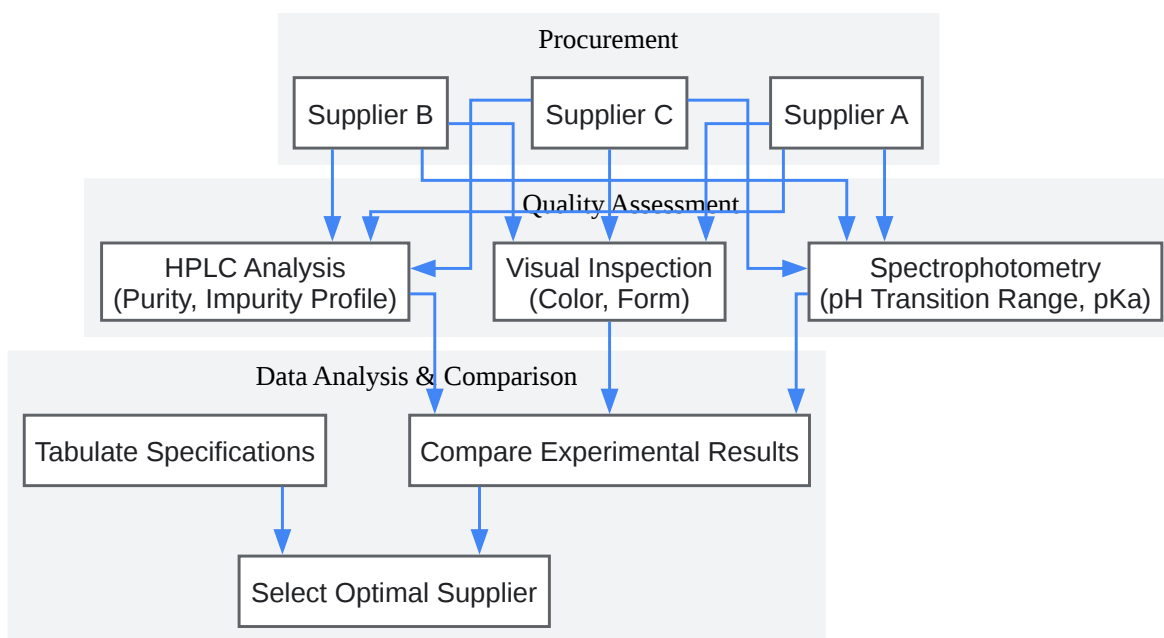 Procurement
Supplier B
Supplier C
Supplier A
Quality Assessment
HPLC Analysis
(Purity, Impurity Profile)
Visual Inspection
(Color, Form)
Spectrophotometry
(pH Transition Range, pKa)
Data Analysis & Comparison
Tabulate Specifications
Compare Experimental Results
Select Optimal Supplier